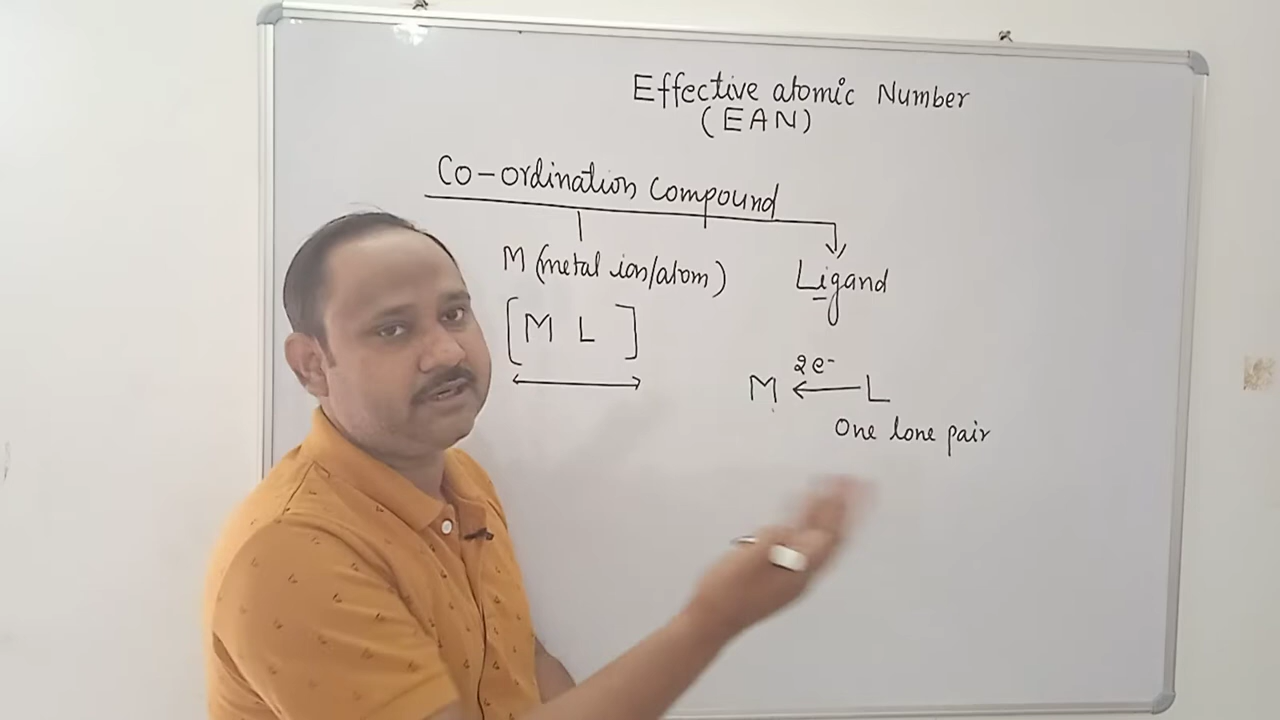 Effective atomic Number
(EAN)
Co-ordination Compound
M (metal ion/atom)
Ligand
[M L ]
2e⁻
M ← L
One lone pair